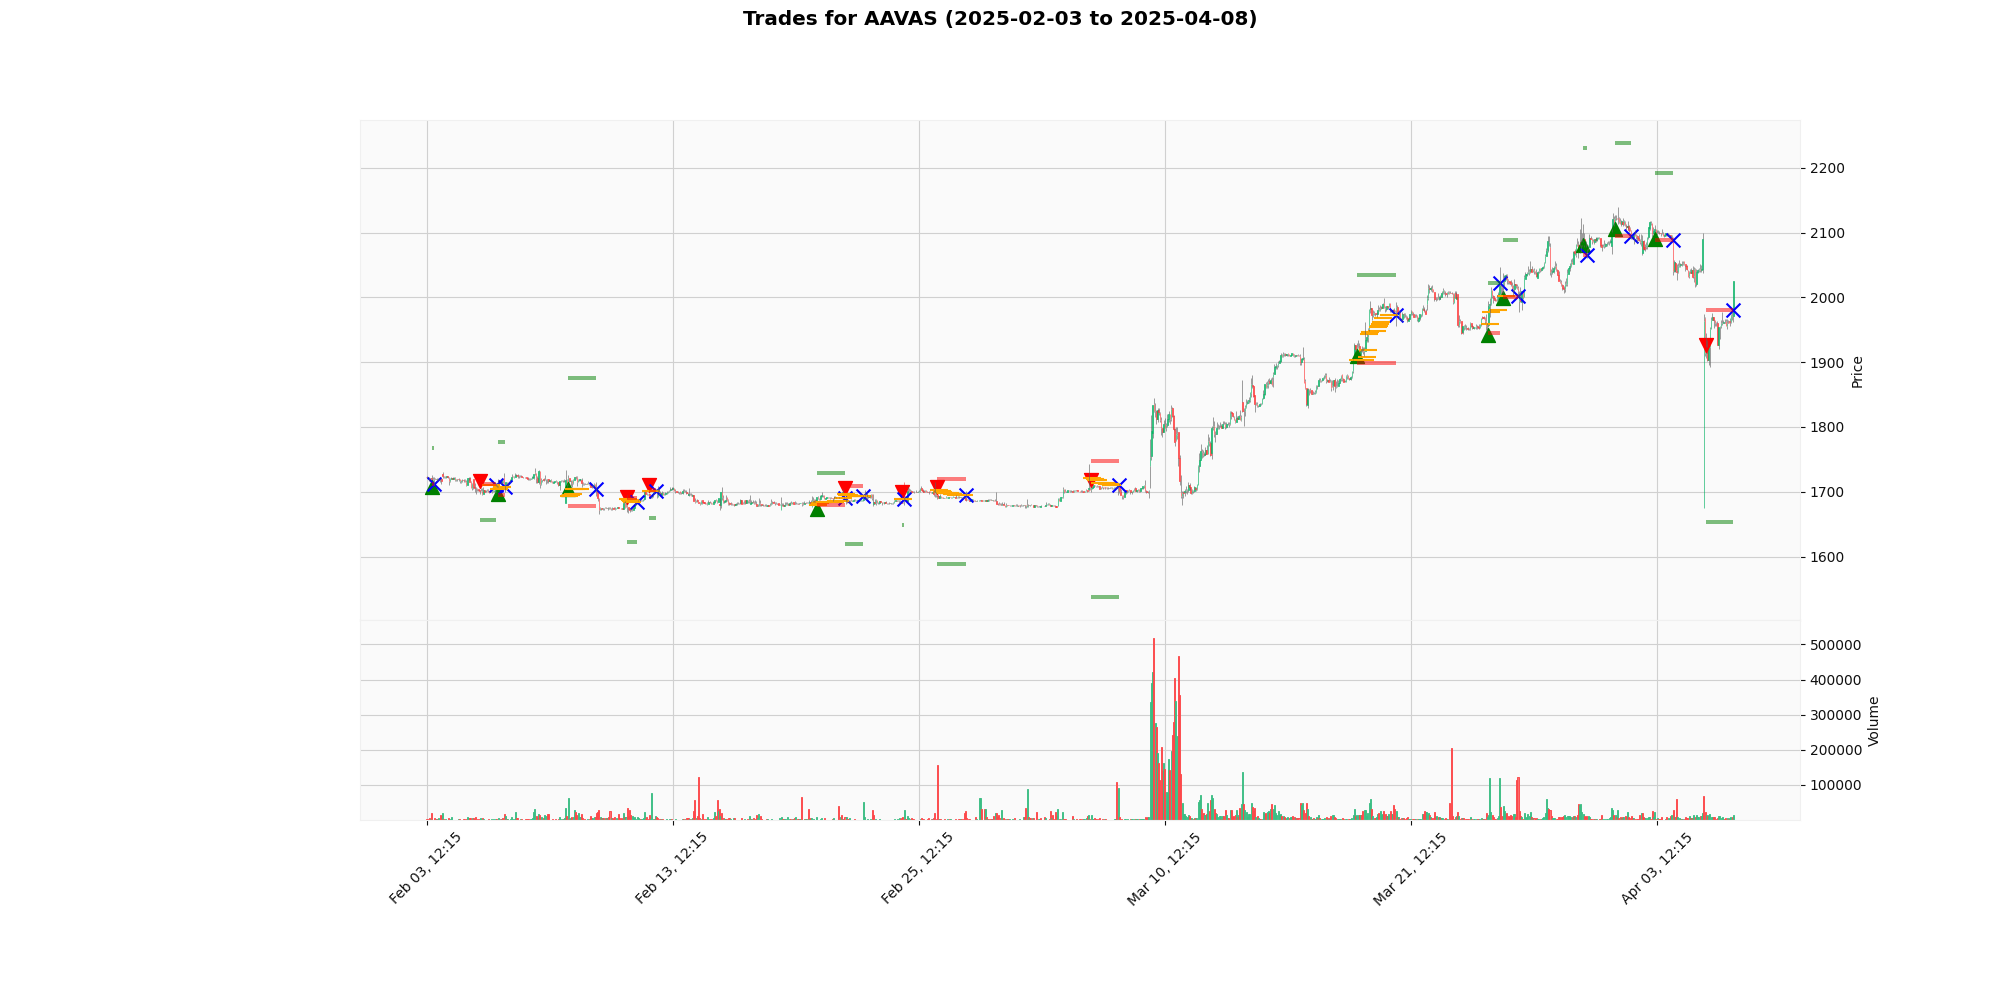 Trades for AAVAS (2025-02-03 to 2025-04-08)
2200
2100
2000
1900
1800
1700
1600
Price
500000
400000
300000
200000
100000
Volume
Feb 03, 12:15
Feb 13, 12:15
Feb 25, 12:15
Mar 10, 12:15
Mar 21, 12:15
Apr 03, 12:15